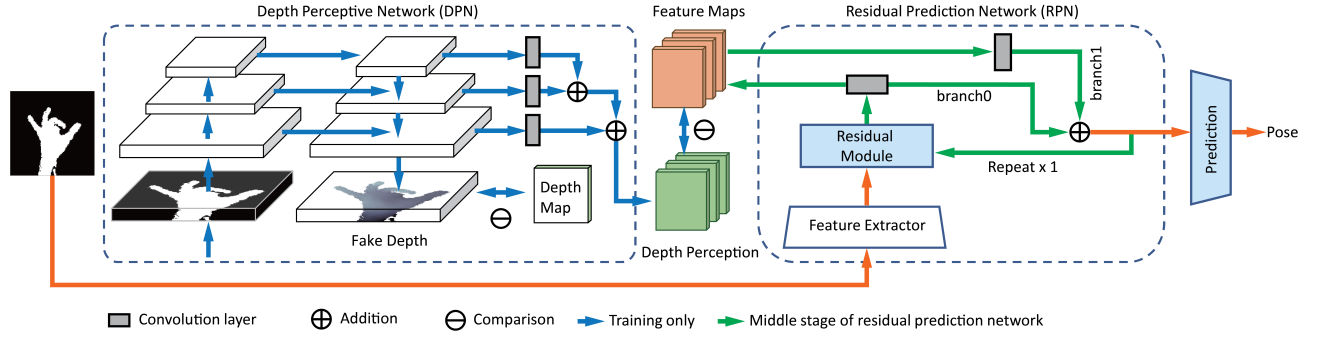 Depth Perceptive Network (DPN)
Feature Maps
Residual Prediction Network (RPN)
branch1
branch0
Residual
Module
Repeat x 1
Prediction
Pose
Depth
Map
Fake Depth
Depth Perception
Feature Extractor
Convolution layer
Addition
Comparison
Training only
Middle stage of residual prediction network